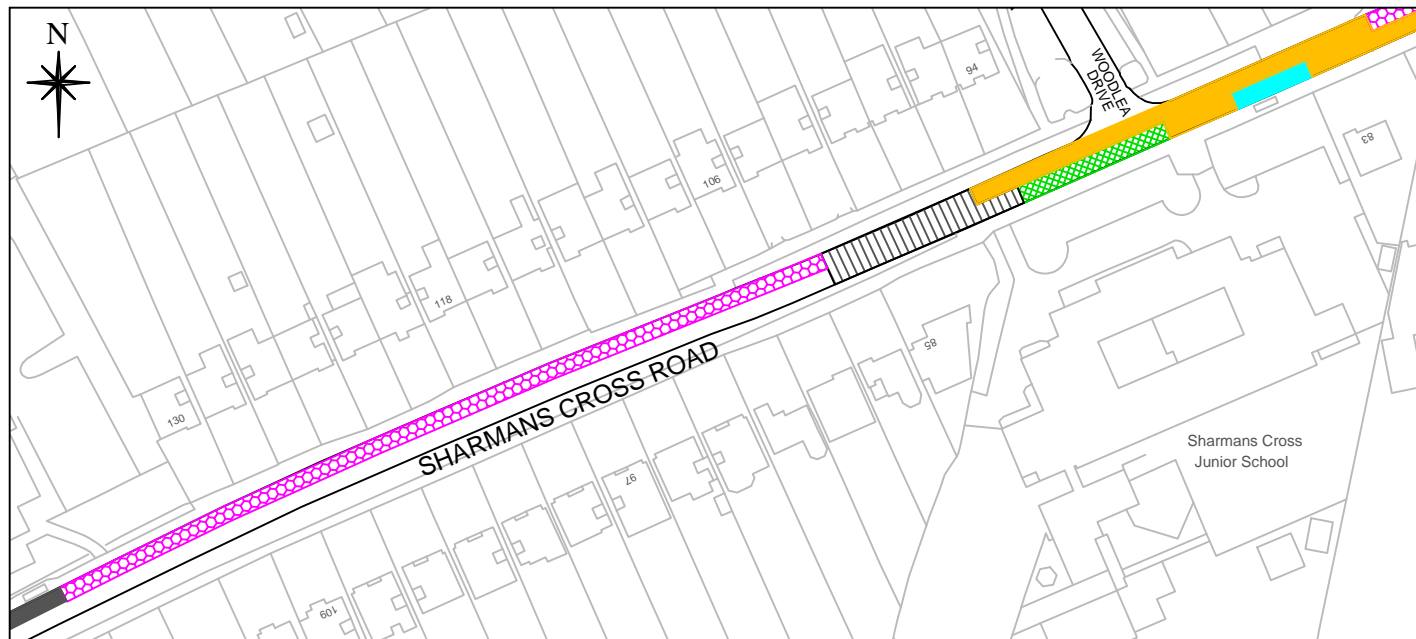 N
WOODLEA
DRIVE
94
83
106
118
85
SHARMANS CROSS ROAD
130
97
Sharmans Cross
Junior School
109